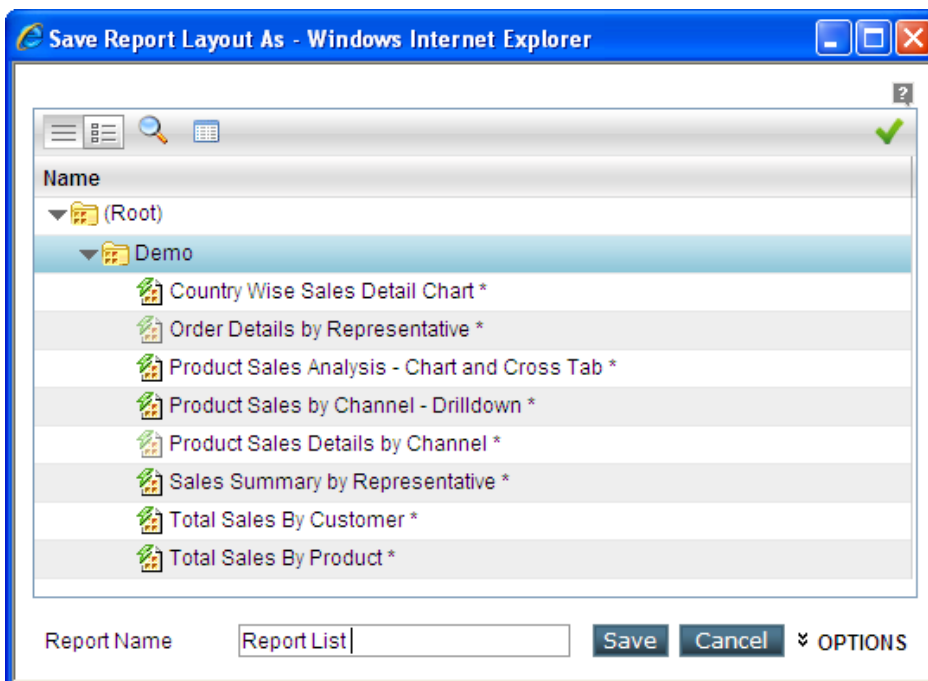 Save Report Layout As - Windows Internet Explorer
?
Name
(Root)
Demo
Country Wise Sales Detail Chart *
Order Details by Representative *
Product Sales Analysis - Chart and Cross Tab *
Product Sales by Channel - Drilldown *
Product Sales Details by Channel *
Sales Summary by Representative *
Total Sales By Customer *
Total Sales By Product *
Report Name Report List Save Cancel OPTIONS